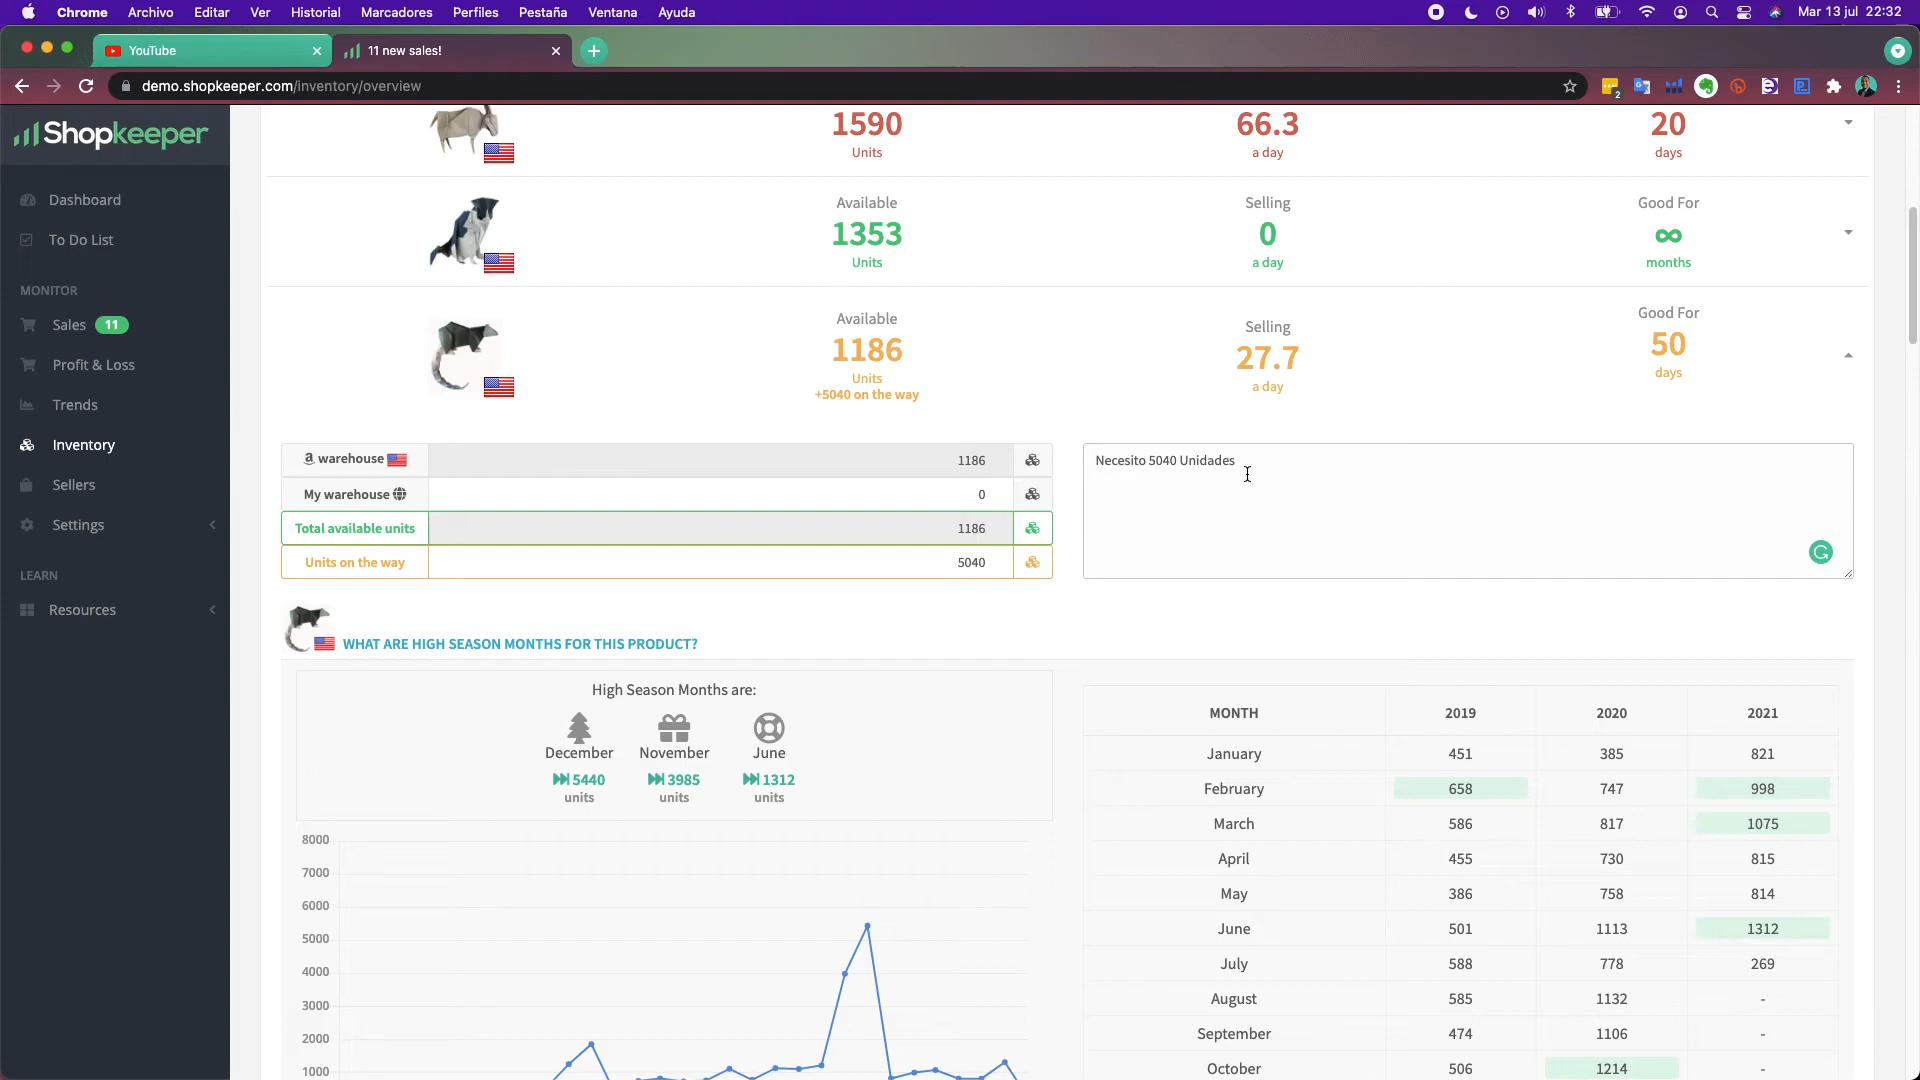 Chrome Archivo Editar Ver Historial Marcadores Perfiles Pestaña Ventana Ayuda Mar 13 jul 22:32
YouTube 11 new sales!
demo.shopkeeper.com/inventory/overview 2
Shopkeeper
Dashboard
To Do List
MONITOR
Sales 11
Profit & Loss
Trends
Inventory
Sellers
Settings
LEARN
Resources
1590 66.3 20
Units a day days
Available Selling Good For
1353 0 ∞
Units a day months
Available Selling Good For
1186 27.7 50
Units a day days
+5040 on the way
a warehouse 1186
My warehouse 0
Total available units 1186
Units on the way 5040
Necesito 5040 Unidades
WHAT ARE HIGH SEASON MONTHS FOR THIS PRODUCT?
High Season Months are:
December November June
5440 3985 1312
units units units
8000
7000
6000
5000
4000
3000
2000
1000
MONTH 2019 2020 2021
January 451 385 821
February 658 747 998
March 586 817 1075
April 455 730 815
May 386 758 814
June 501 1113 1312
July 588 778 269
August 585 1132 -
September 474 1106 -
October 506 1214 -